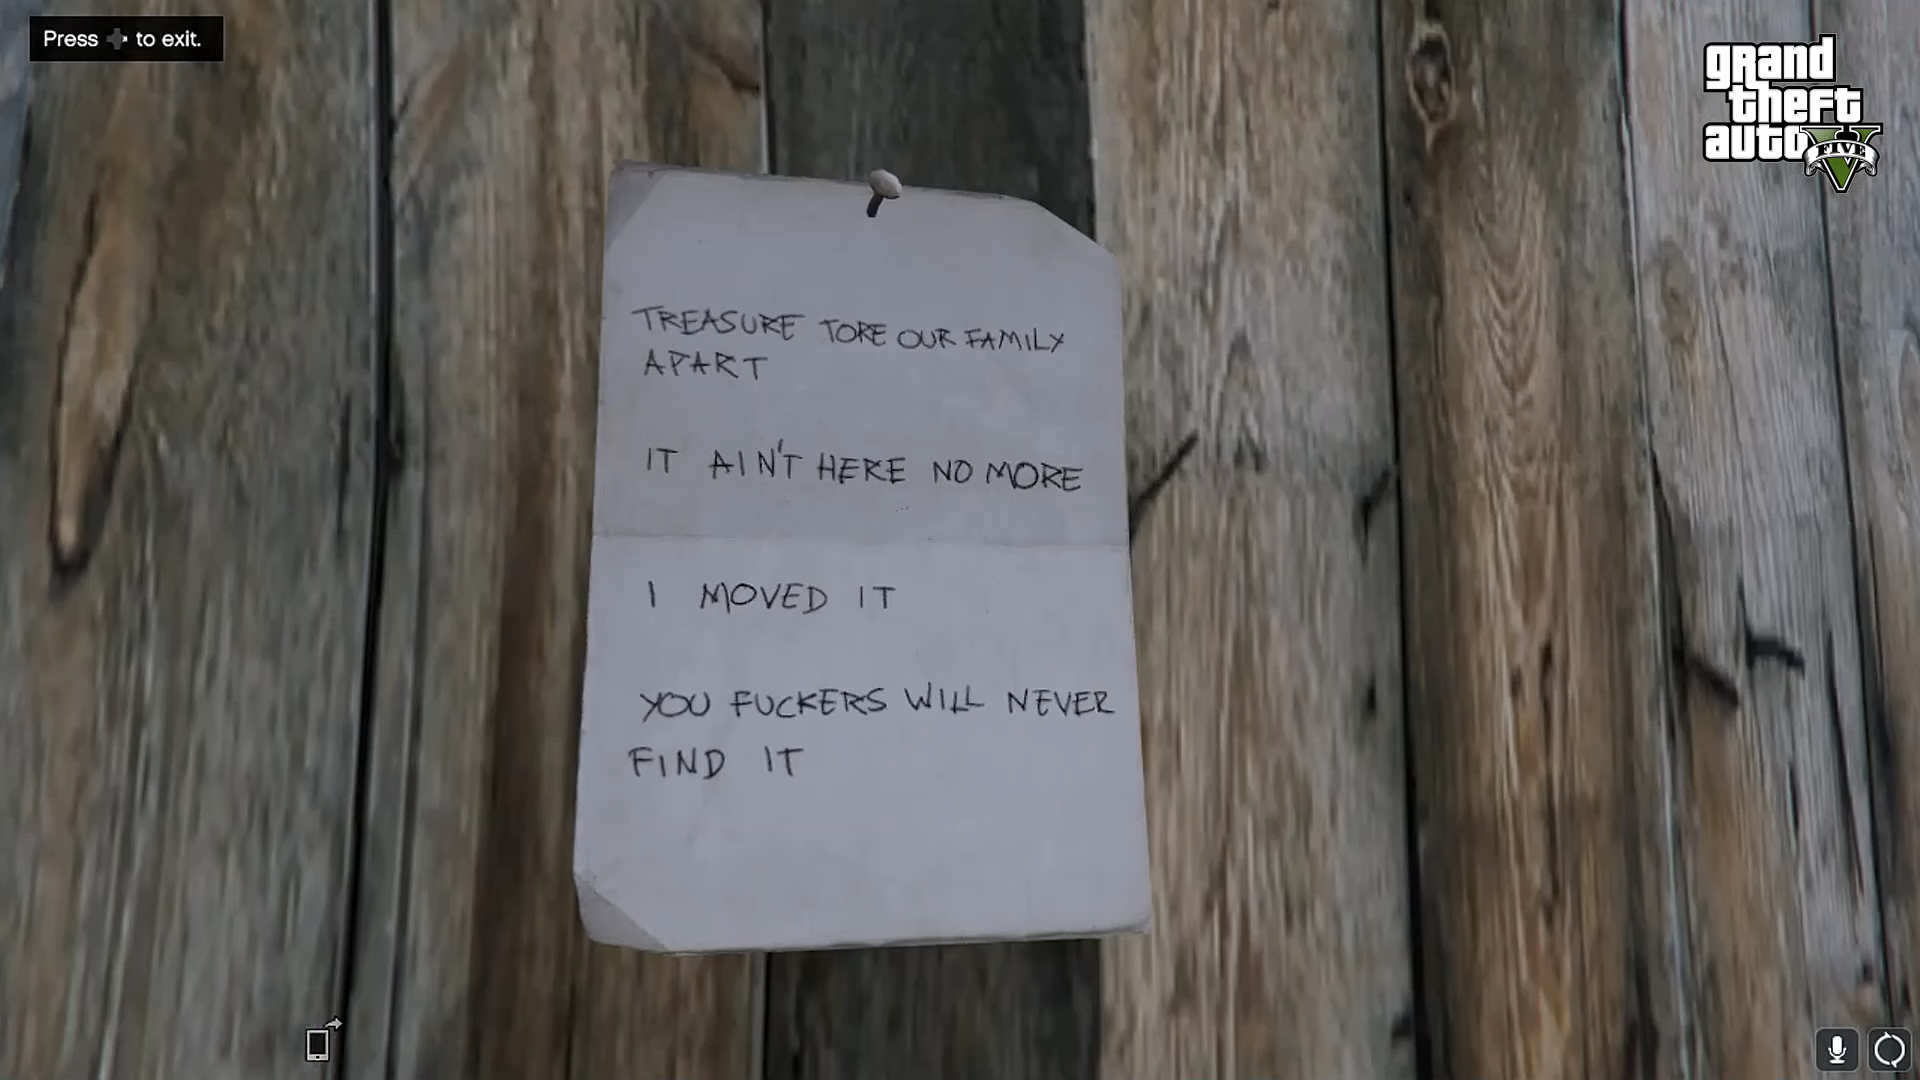 Press to exit.
grand
theft
auto
FIVE
V
TREASURE TORE OUR FAMILY
APART
IT AIN'T HERE NO MORE
I MOVED IT
YOU FUCKERS WILL NEVER
FIND IT